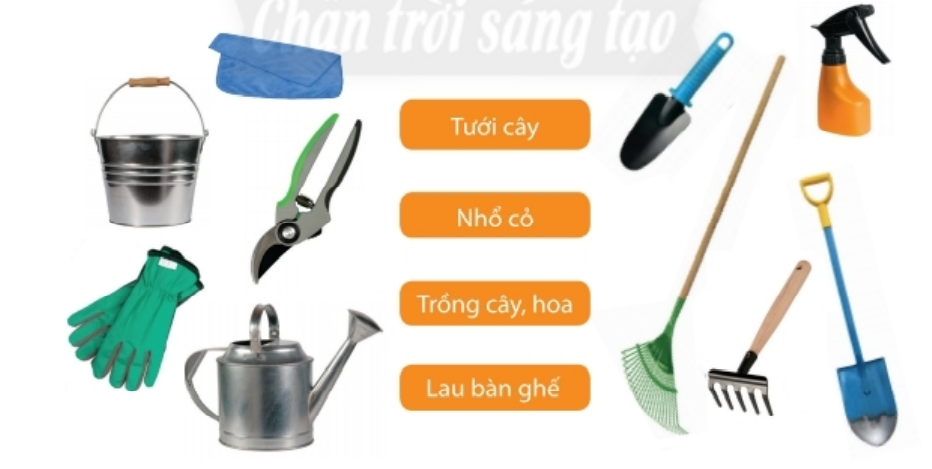 Chân trời sáng tạo
Tưới cây
Nhổ cỏ
Trồng cây, hoa
Lau bàn ghế